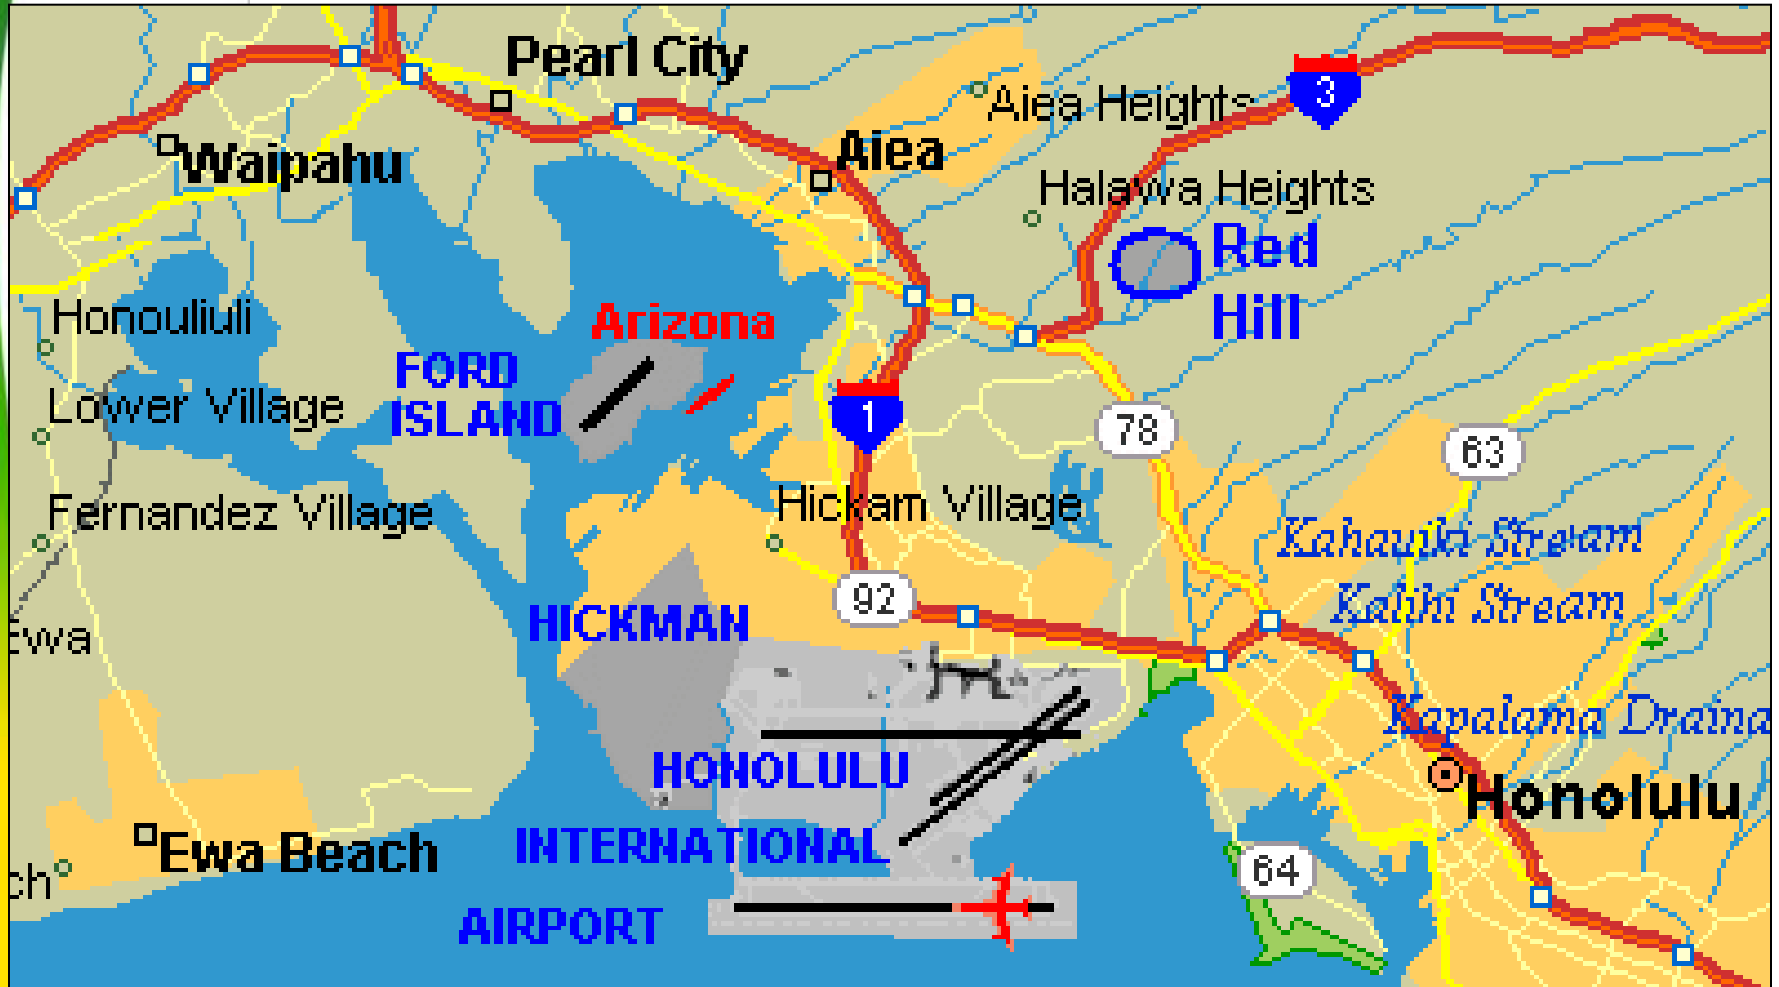 Pearl City
3
Aiea Heights
Aiea
Waipahu
Halawa Heights
Red
Hill
Honouliuli
Arizona
FORD
ISLAND
Lower Village
1
78
63
Fernandez Village
Hickam Village
Kahauiki Stream
92
Kalihi Stream
HICKMAN
Ewa
Kapalama Draina
HONOLULU
Honolulu
INTERNATIONAL
Ewa Beach
64
ch
AIRPORT